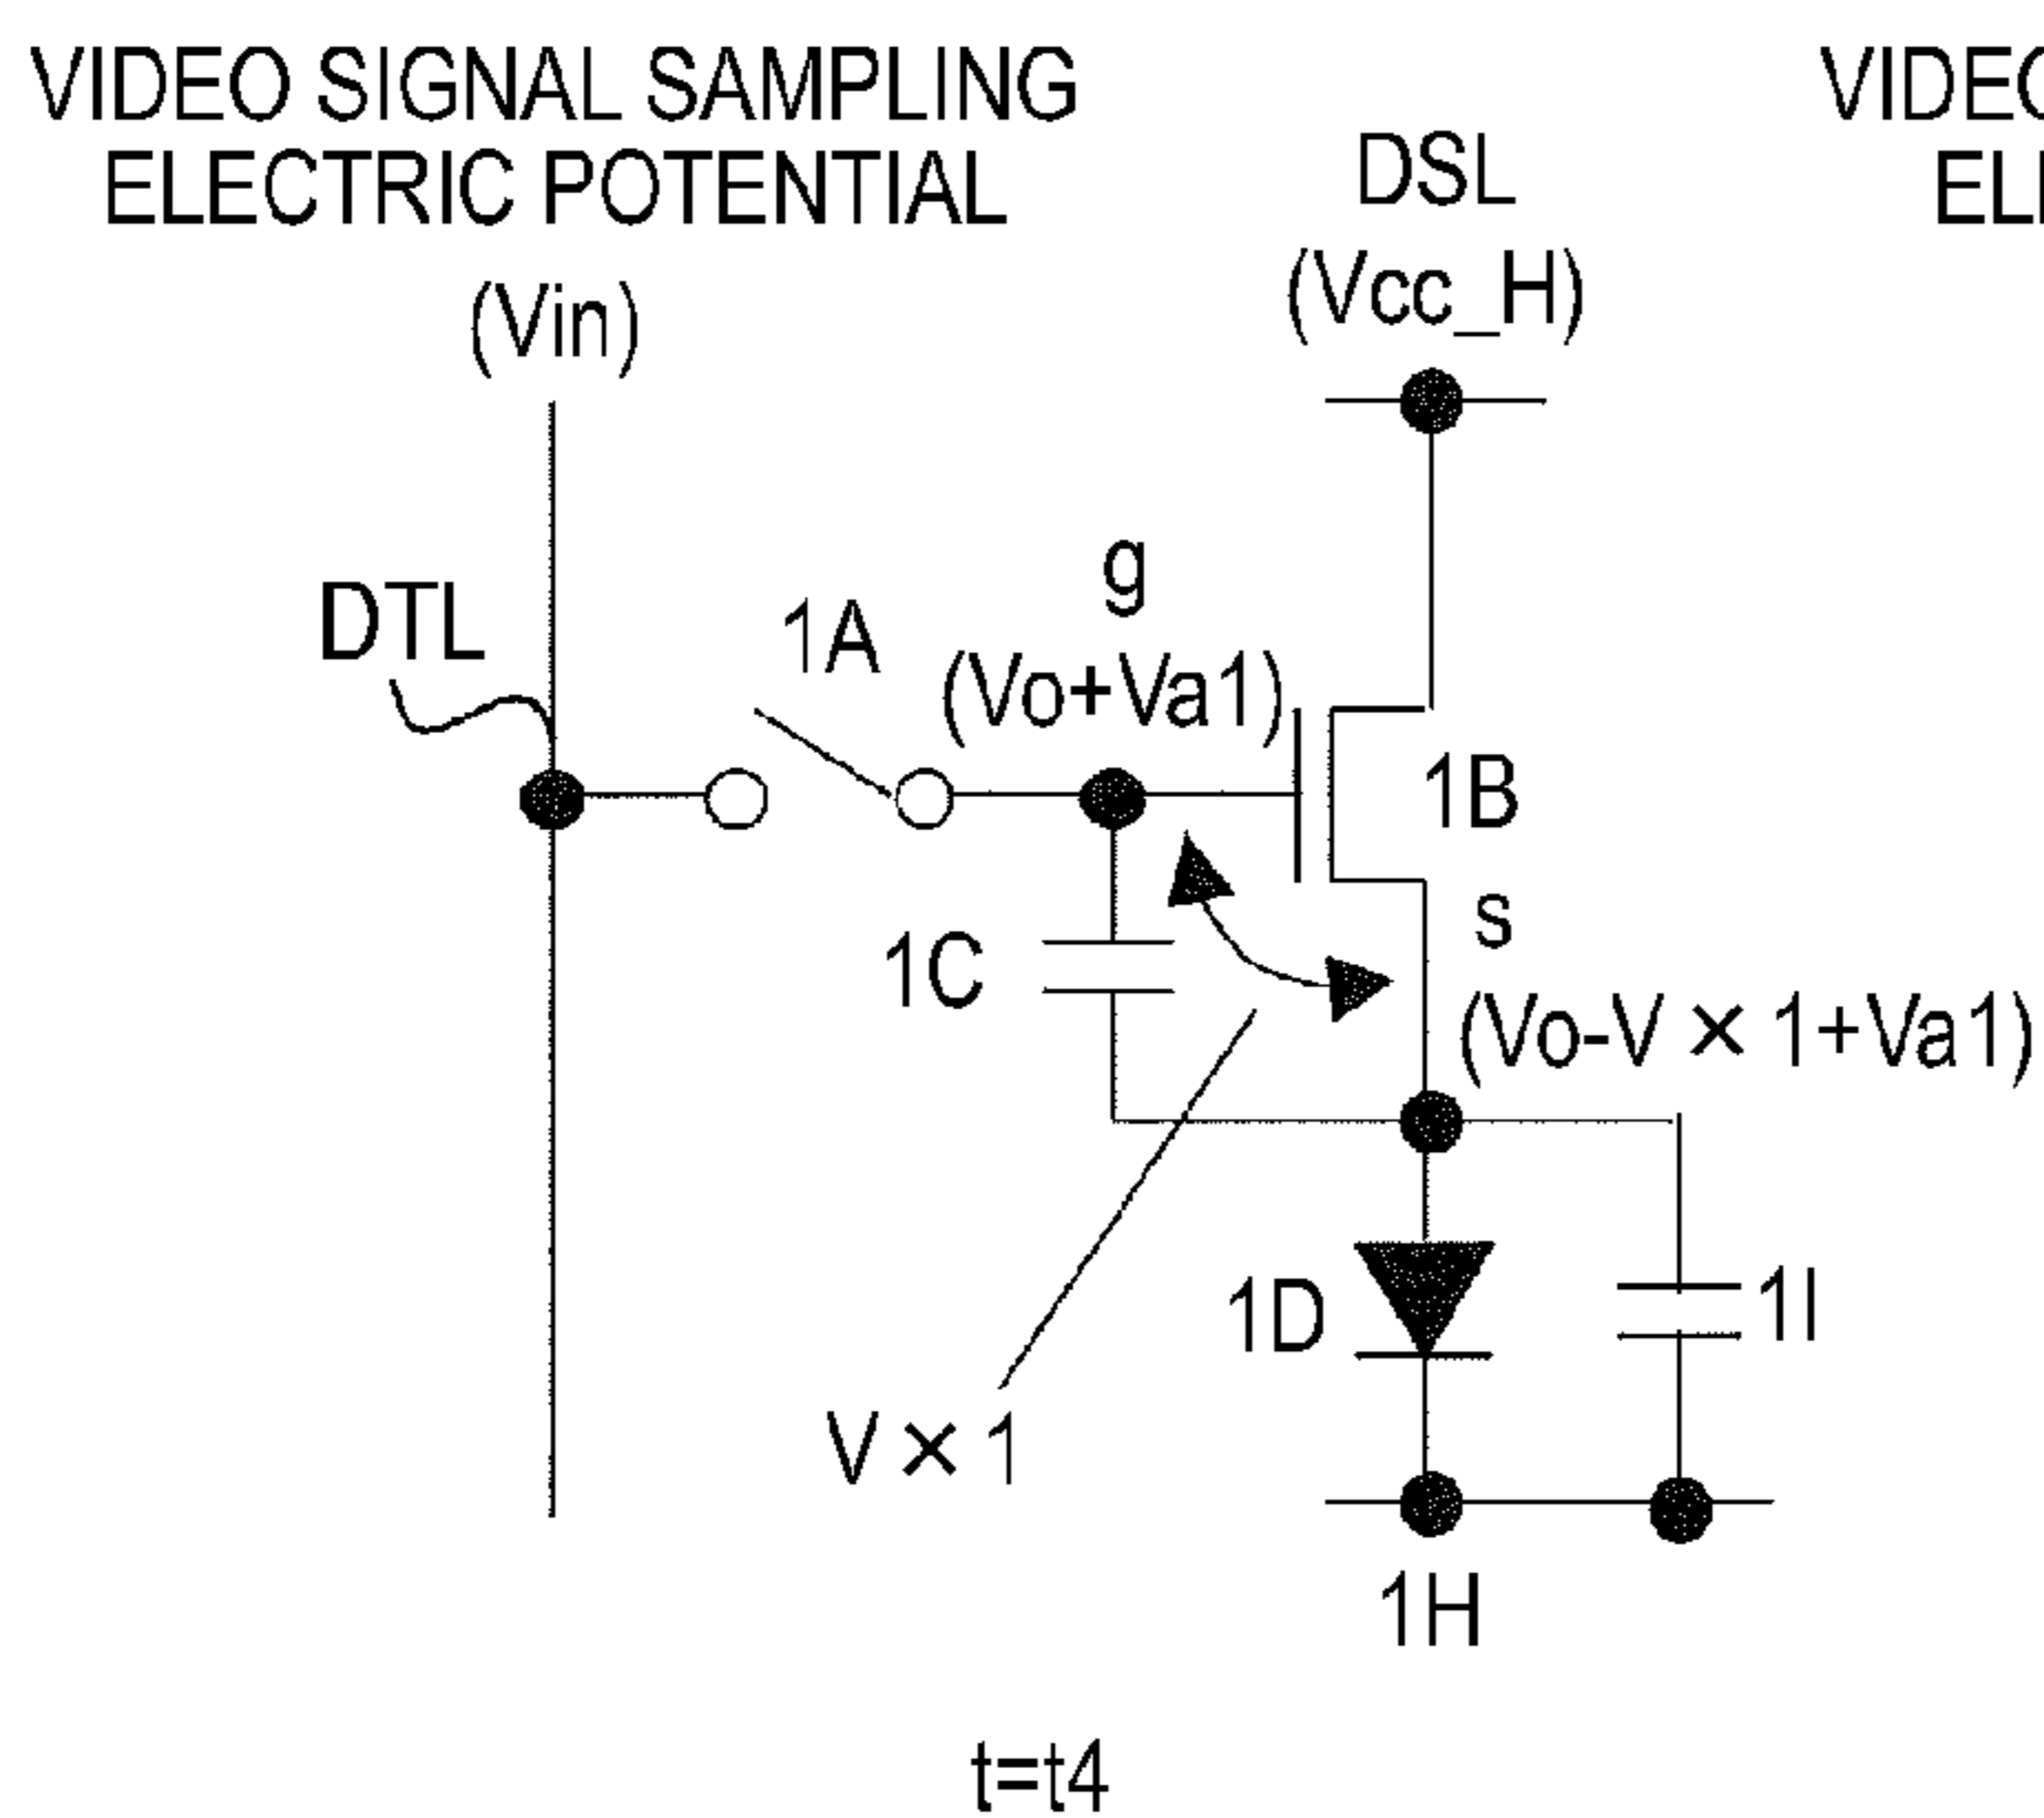 VIDEO SIGNAL SAMPLING
ELECTRIC POTENTIAL
(Vin)
DSL
(Vcc_H)
DTL
1A
g
(Vo+Va1)
1B
s
(Vo-V×1+Va1)
1C
1D
1I
V×1
1H
t=t4